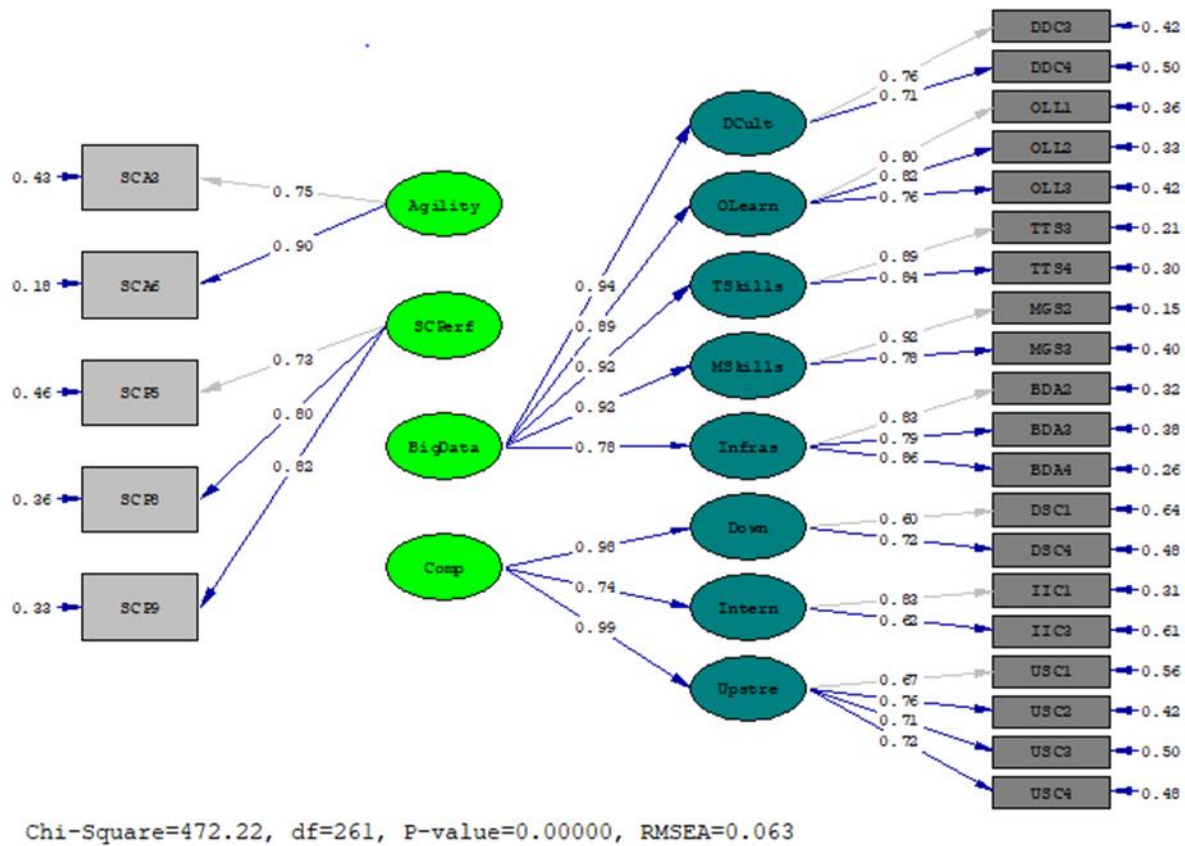 0.43 SCA3
0.18 SCA6
0.46 SCP5
0.36 SCP8
0.33 SCP9
0.75
0.90
0.73
0.80
0.82
Agility
SCPerf
BigData
Comp
0.94
0.89
0.92
0.92
0.78
0.98
0.74
0.99
DCult
OLearn
TSkills
MSkills
Infras
Down
Intern
Upstre
0.76
0.71
0.80
0.82
0.76
0.89
0.84
0.92
0.78
0.83
0.79
0.86
0.60
0.72
0.83
0.62
0.67
0.76
0.71
0.72
DDC3 0.42
DDC4 0.50
OLL1 0.36
OLL2 0.33
OLL3 0.42
TTS3 0.21
TTS4 0.30
MGS2 0.15
MGS3 0.40
BDA2 0.32
BDA3 0.38
BDA4 0.26
DSC1 0.64
DSC4 0.48
IIC1 0.31
IIC3 0.61
USC1 0.56
USC2 0.42
USC3 0.50
USC4 0.48
Chi-Square=472.22, df=261, P-value=0.00000, RMSEA=0.063